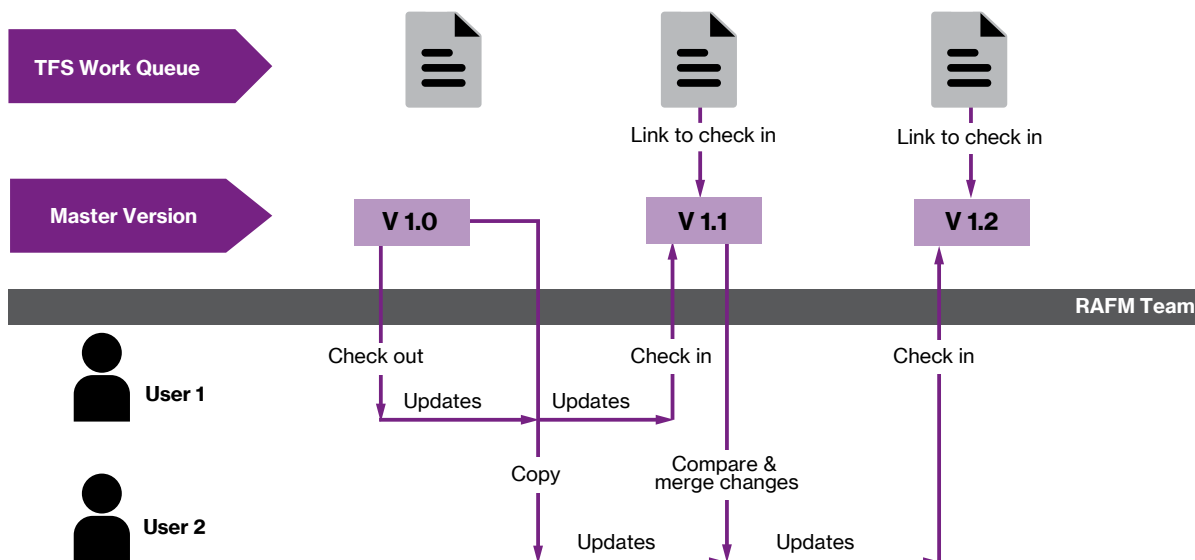 TFS Work Queue
Link to check in
Link to check in
Master Version
V 1.0
V 1.1
V 1.2
RAFM Team
Check out
Check in
Check in
User 1
Updates
Updates
Copy
Compare &
merge changes
User 2
Updates
Updates